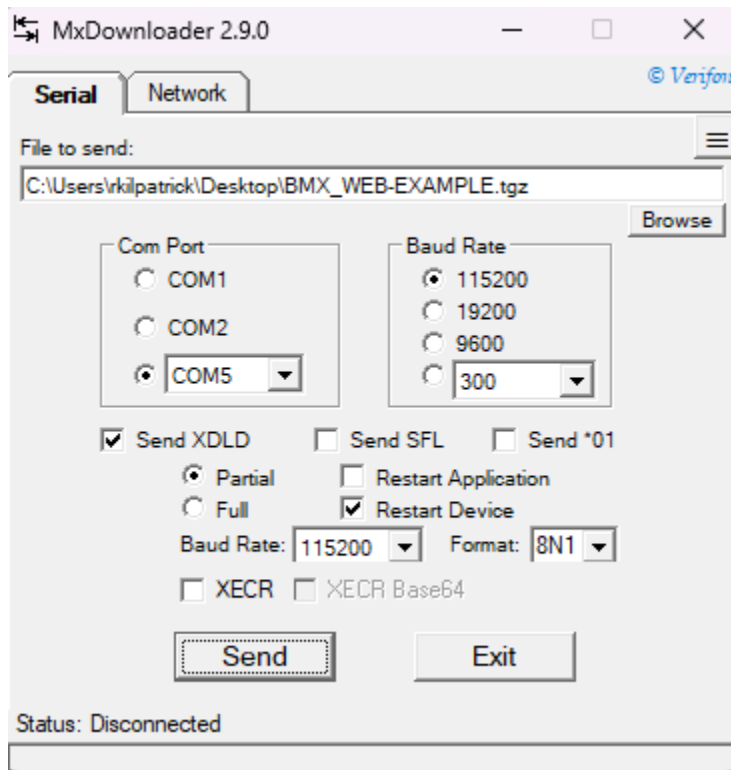 MxDownloader 2.9.0
© Verifone
Serial
Network
File to send:
C:\Users\rkilpatrick\Desktop\BMX_WEB-EXAMPLE.tgz
Browse
Com Port
COM1
COM2
COM5
Baud Rate
115200
19200
9600
300
Send XDLD
Send SFL
Send *01
Partial
Restart Application
Full
Restart Device
Baud Rate: 115200
Format: 8N1
XECR
XECR Base64
Send
Exit
Status: Disconnected